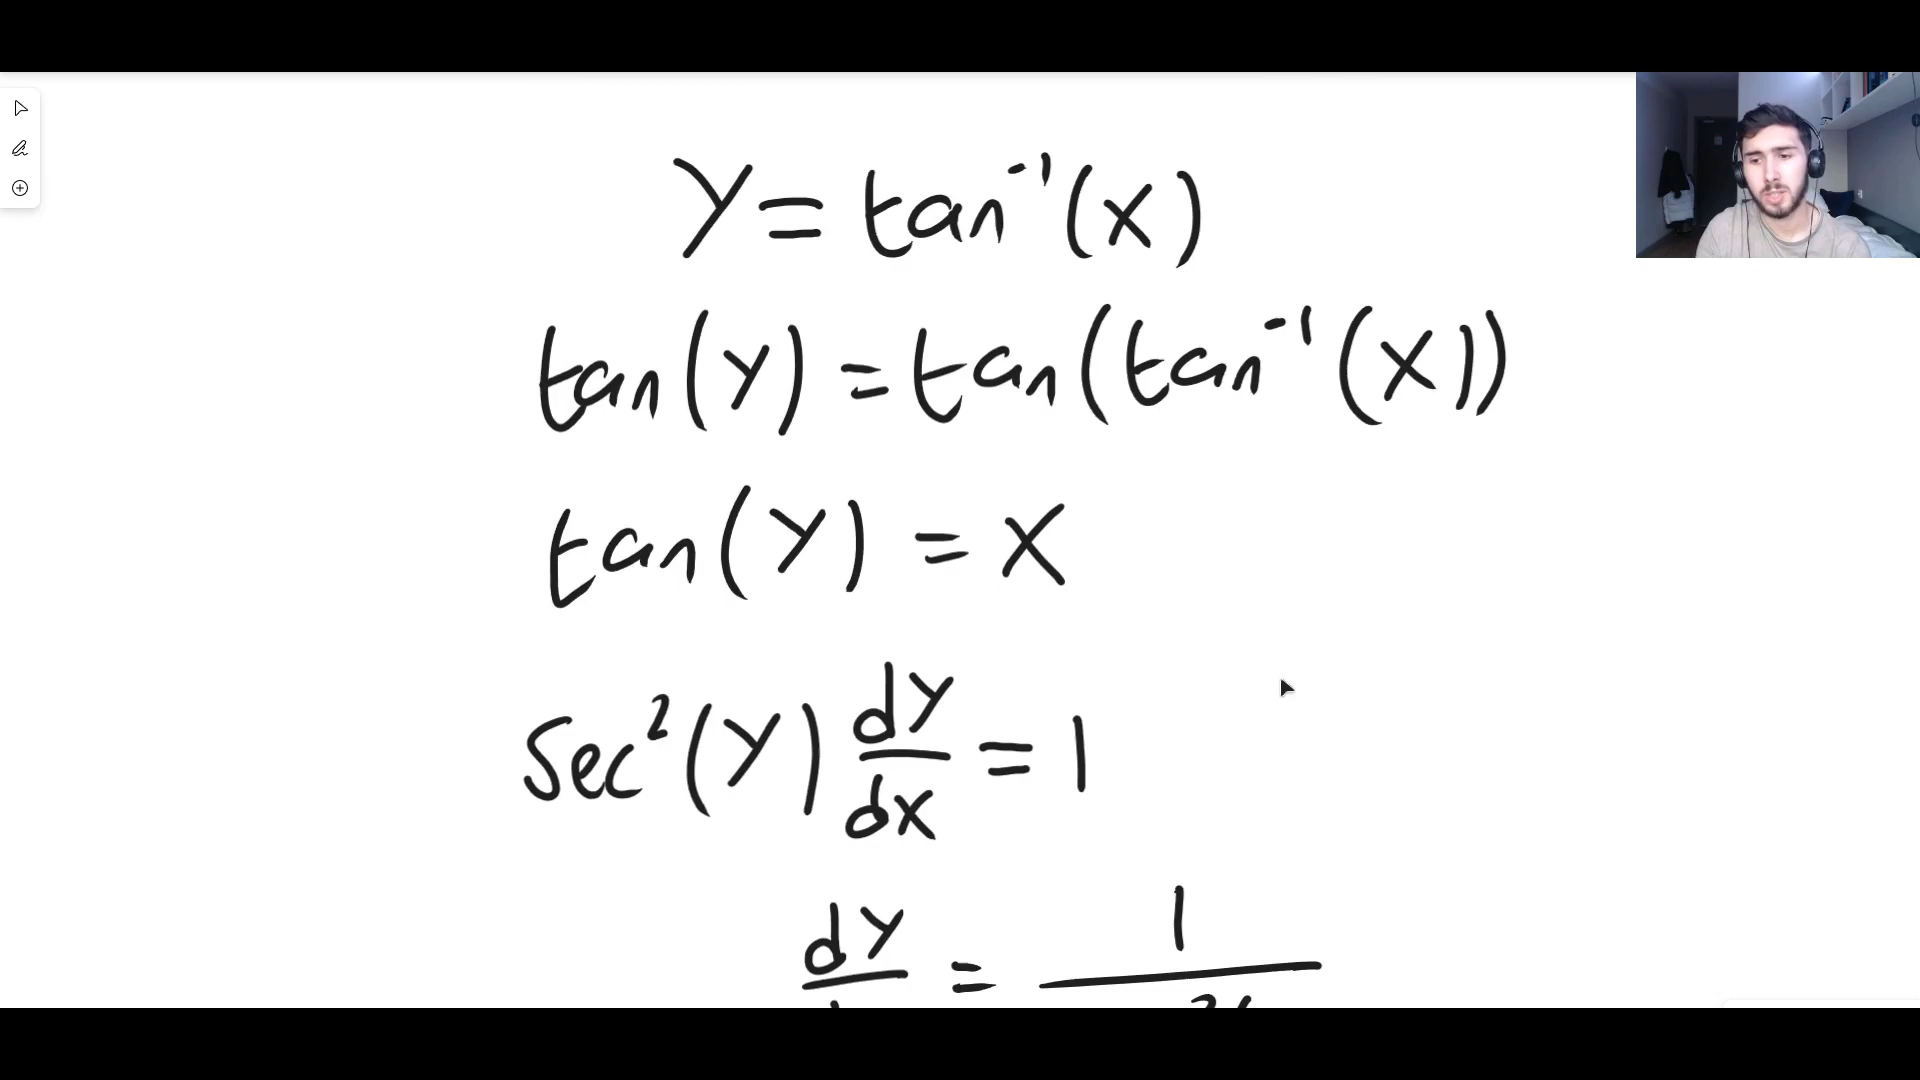 Y = tan⁻¹(x)
tan(y) = tan(tan⁻¹(x))
tan(y) = x
Sec²(y) dy/dx = 1
dy = 1